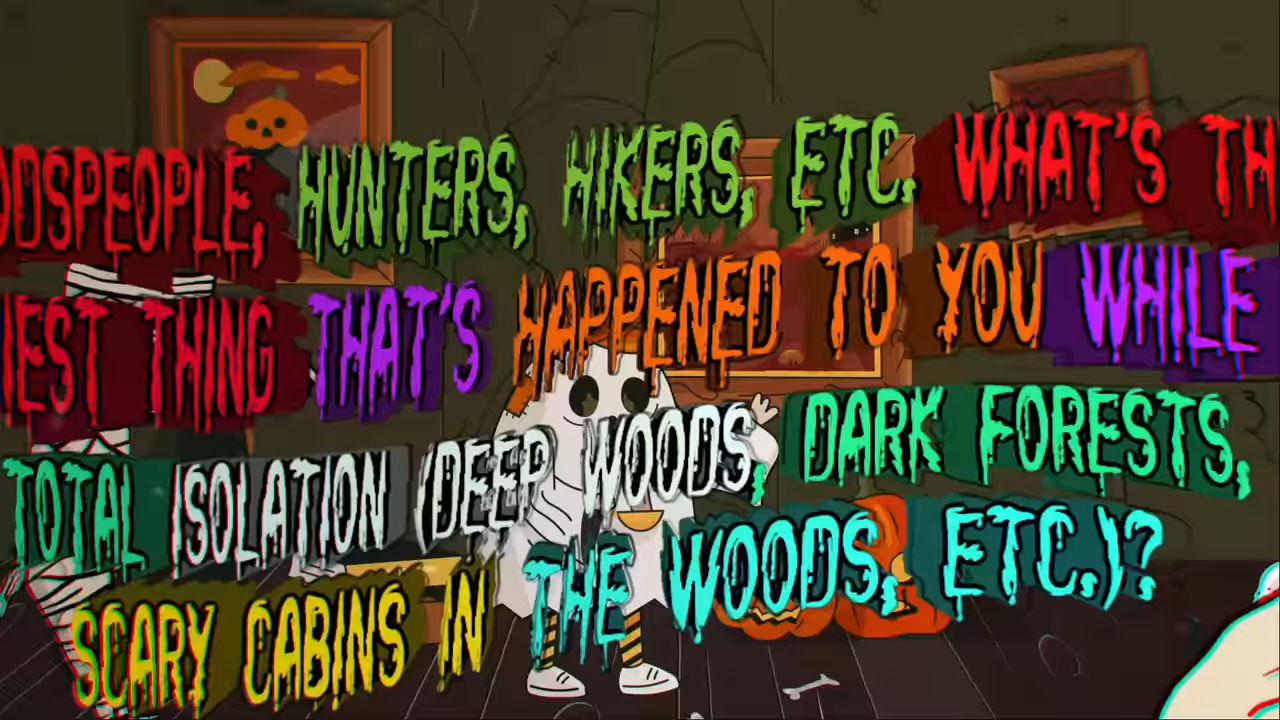 ODSPEOPLE, HUNTERS, HIKERS, ETC, WHAT'S TH
IEST THING THAT'S HAPPENED TO YOU WHILE
TOTAL ISOLATION (DEEP WOODS, DARK FORESTS,
SCARY CABINS IN THE WOODS, ETC.)?